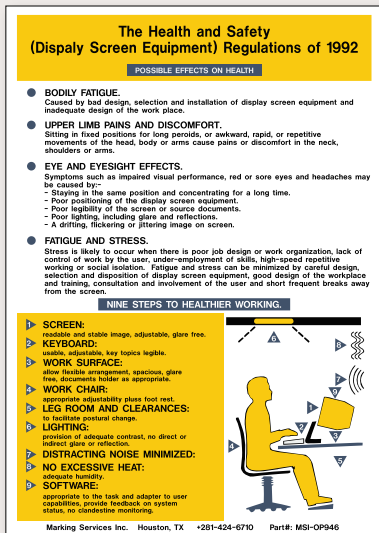 The Health and Safety
(Dispaly Screen Equipment) Regulations of 1992
POSSIBLE EFFECTS ON HEALTH
BODILY FATIGUE.
Caused by bad design, selection and installation of display screen equipment and
inadequate design of the work place.
UPPER LIMB PAINS AND DISCOMFORT.
Sitting in fixed positions for long peroids, or awkward, rapid, or repetitive
movements of the head, body or arms cause pains or discomfort in the neck,
shoulders or arms.
EYE AND EYESIGHT EFFECTS.
Symptoms such as impaired visual performance, red or sore eyes and headaches may
be caused by:-
- Staying in the same position and concentrating for a long time.
- Poor positioning of the display screen equipment.
- Poor legibility of the screen or source documents.
- Poor lighting, including glare and reflections.
- A drifting, flickering or jittering image on screen.
FATIGUE AND STRESS.
Stress is likely to occur when there is poor job design or work organization, lack of
control of work by the user, under-employment of skills, high-speed repetitive
working or social isolation. Fatigue and stress can be minimized by careful design,
selection and disposition of display screen equipment, good design of the workplace
and training, consultation and involvement of the user and short frequent breaks away
from the screen.
NINE STEPS TO HEALTHIER WORKING.
1 SCREEN:
readable and stable image, adjustable, glare free.
2 KEYBOARD:
usable, adjustable, key topics legible.
3 WORK SURFACE:
allow flexible arrangement, spacious, glare
free, documents holder as appropriate.
4 WORK CHAIR:
appropriate adjustability plus foot rest.
5 LEG ROOM AND CLEARANCES:
to facilitate postural change.
6 LIGHTING:
provision of adequate contrast, no direct or
indirect glare or reflection.
7 DISTRACTING NOISE MINIMIZED:
8 NO EXCESSIVE HEAT:
adequate humidity.
9 SOFTWARE:
appropriate to the task and adapter to user
capabilities, provide feedback on system
status, no clandestine monitoring.
6
8
7
9
1
2
3
4
5
Marking Services Inc. Houston, TX +281-424-6710 Part#: MSI-OP946